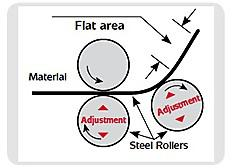 Flat area
Material
Adjustment
Adjustment
Steel Rollers